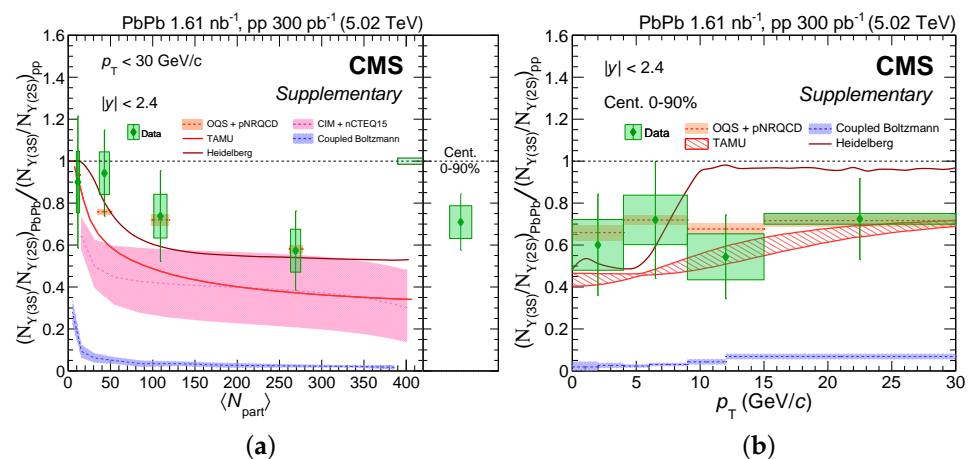 PbPb 1.61 nb⁻¹, pp 300 pb⁻¹ (5.02 TeV)
(N_Υ(3S)/N_Υ(2S))_PbPb/(N_Υ(3S)/N_Υ(2S))_pp
1.6
1.4
1.2
1
0.8
0.6
0.4
0.2
0
p_T < 30 GeV/c
CMS
Supplementary
|y| < 2.4
Data
OQS + pNRQCD
CIM + nCTEQ15
TAMU
Coupled Boltzmann
Heidelberg
Cent.
0-90%
0 50 100 150 200 250 300 350 400
⟨N_part⟩
(a)
PbPb 1.61 nb⁻¹, pp 300 pb⁻¹ (5.02 TeV)
(N_Υ(3S)/N_Υ(2S))_PbPb/(N_Υ(3S)/N_Υ(2S))_pp
1.6
1.4
1.2
1
0.8
0.6
0.4
0.2
0
|y| < 2.4
CMS
Supplementary
Cent. 0-90%
Data
OQS + pNRQCD
Coupled Boltzmann
TAMU
Heidelberg
0 5 10 15 20 25 30
p_T (GeV/c)
(b)